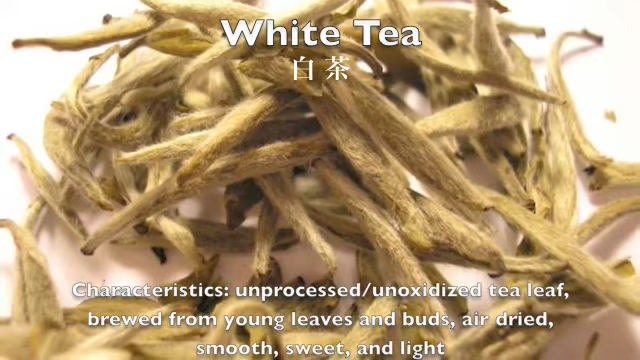 White Tea
白茶
Characteristics: unprocessed/unoxidized tea leaf,
brewed from young leaves and buds, air dried,
smooth, sweet, and light